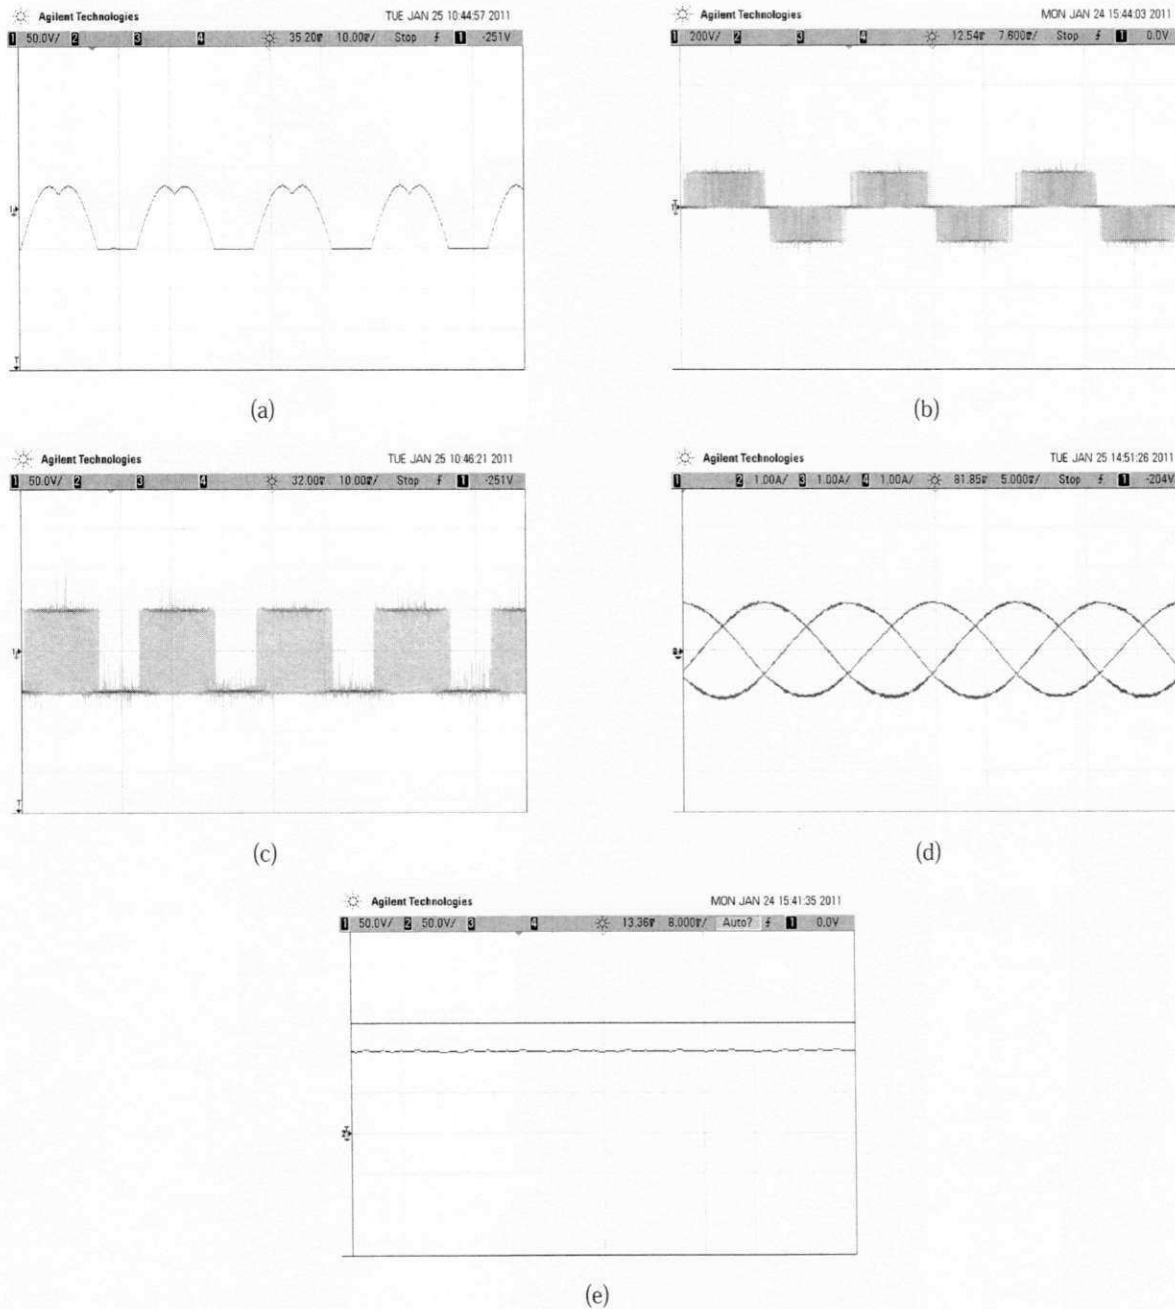 Agilent Technologies TUE JAN 25 10:44:57 2011
1 50.0V/ 2 3 4 35.20 10.00 / Stop 1 -251V
(a)
Agilent Technologies MON JAN 24 15:44:03 2011
1 200V/ 2 3 4 12.54 7.600 / Stop 1 0.0V
(b)
Agilent Technologies TUE JAN 25 10:46:21 2011
1 50.0V/ 2 3 4 32.00 10.00 / Stop 1 -251V
T
(c)
Agilent Technologies TUE JAN 25 14:51:26 2011
1 2 1.00A/ 3 1.00A/ 4 1.00A/ 81.85 5.000 / Stop 1 -204V
(d)
Agilent Technologies MON JAN 24 15:41:35 2011
1 50.0V/ 2 50.0V/ 3 4 13.36 8.000 / Auto? 1 0.0V
(e)